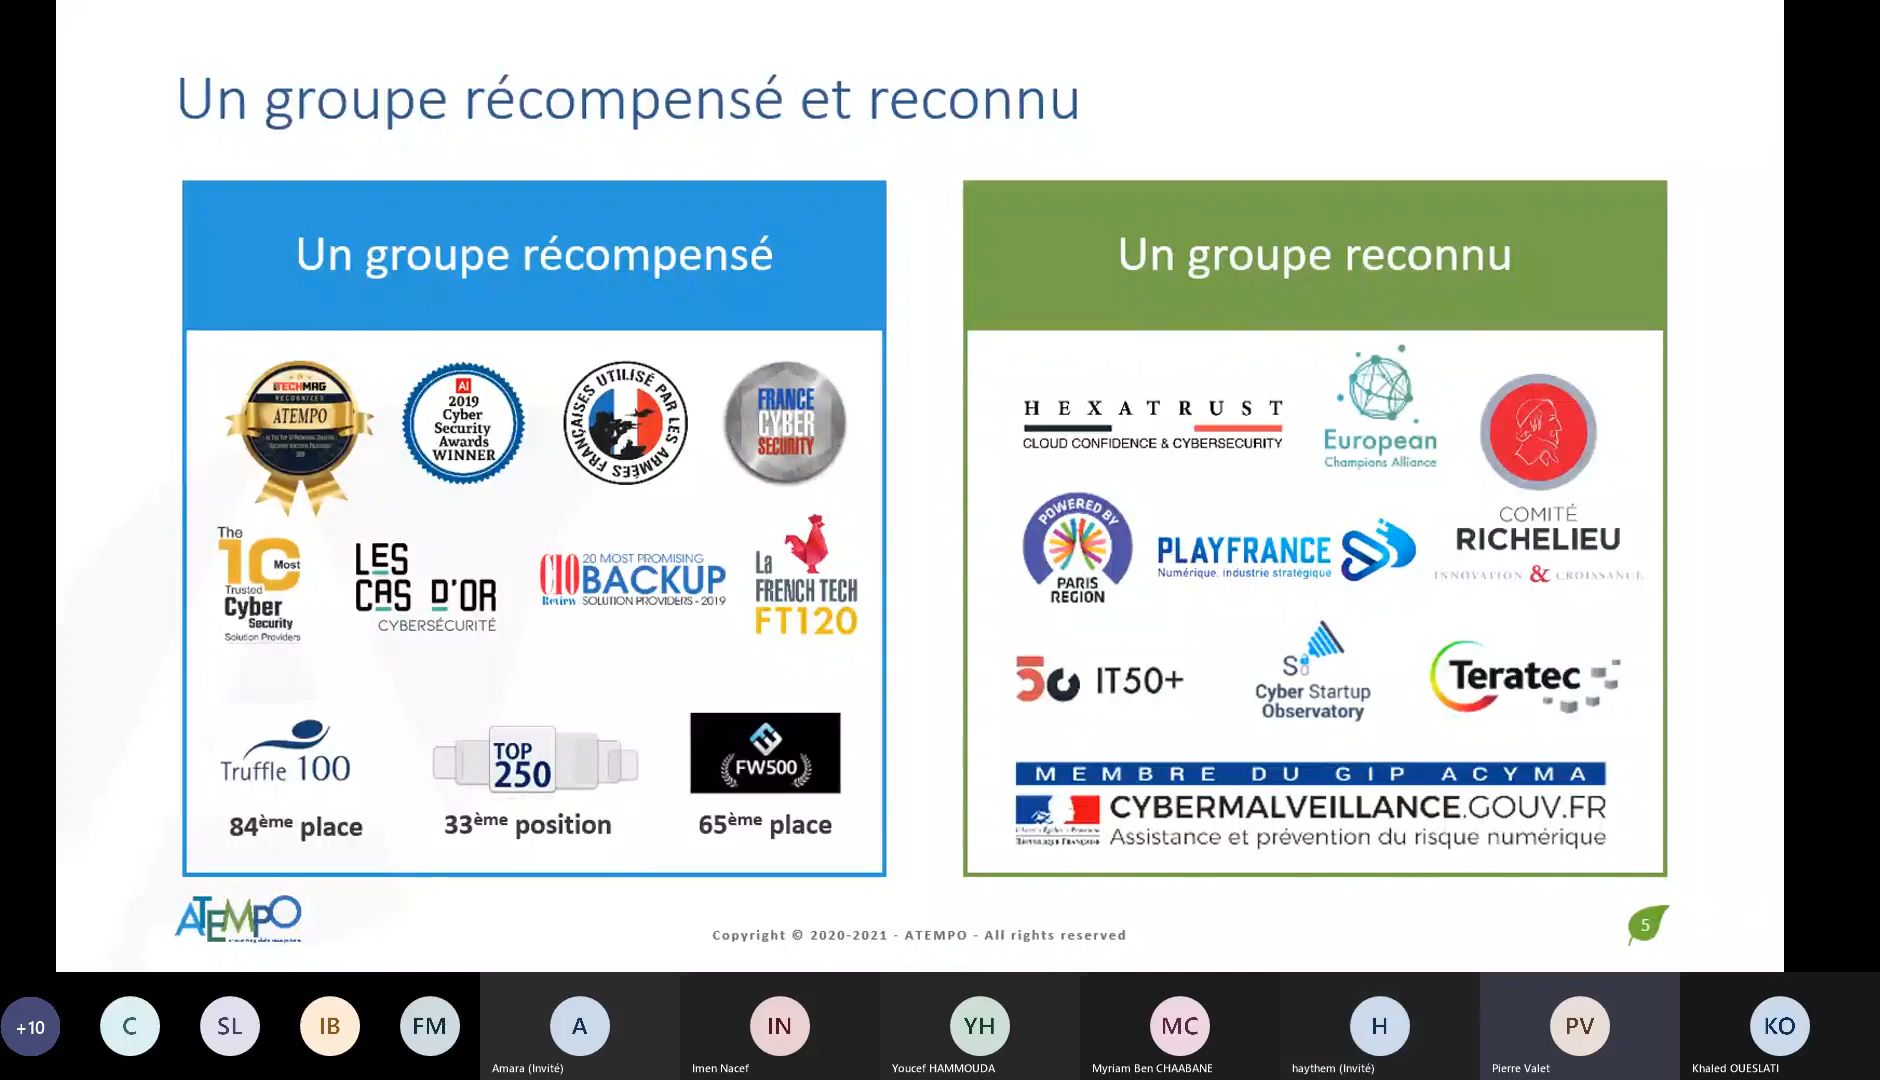 Un groupe récompensé et reconnu
Un groupe récompensé
ITECHMAG
RECOGNIZES
ATEMPO
AI
2019
Cyber
Security
Awards
WINNER
UTILISÉ PAR LES ARMÉES FRANÇAISES
FRANCE
CYBER
SECURITY
The
10 Most
Trusted
Cyber
Security
Solution Providers
LES
CAS D'OR
CYBERSÉCURITÉ
20 MOST PROMISING
CIO BACKUP
Review SOLUTION PROVIDERS - 2019
La
FRENCH TECH
FT120
Truffle 100
84ème place
TOP
250
33ème position
FW500
65ème place
Un groupe reconnu
HEXATRUST
CLOUD CONFIDENCE & CYBERSECURITY
European
Champions Alliance
COMITÉ
RICHELIEU
INNOVATION & CROISSANCE
POWERED BY
PARIS
REGION
PLAYFRANCE
Numérique, industrie stratégique
50 IT50+
Cyber Startup
Observatory
Teratec
MEMBRE DU GIP ACYMA
CYBERMALVEILLANCE.GOUV.FR
RÉPUBLIQUE FRANÇAISE
Assistance et prévention du risque numérique
ATEMPO
Copyright © 2020-2021 - ATEMPO - All rights reserved
5
+10
C
SL
IB
FM
A
IN
YH
MC
H
PV
KO
Amara (Invité)
Imen Nacef
Youcef HAMMOUDA
Myriam Ben CHAABANE
haythem (Invité)
Pierre Valet
Khaled OUESLATI